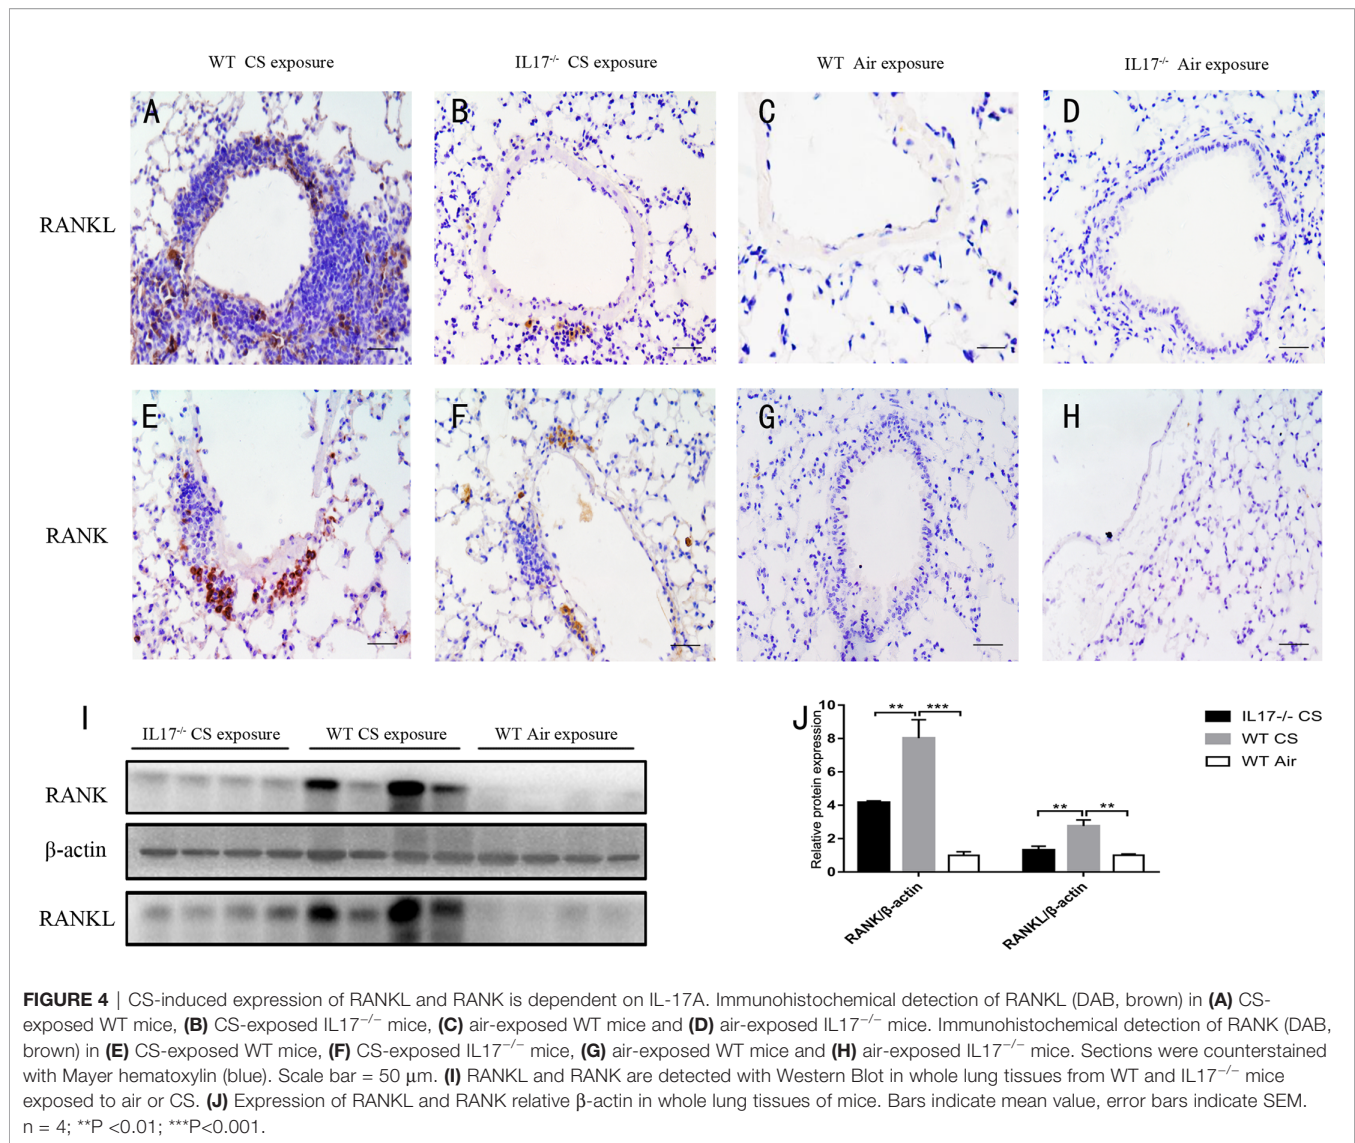 WT CS exposure
IL17-/- CS exposure
WT Air exposure
IL17-/- Air exposure
RANKL
A
B
C
D
RANK
E
F
G
H
I
IL17-/- CS exposure
WT CS exposure
WT Air exposure
RANK
β-actin
RANKL
J
Relative protein expression
10
8
6
4
2
0
** ***
** **
RANK/β-actin
RANKL/β-actin
IL17-/- CS
WT CS
WT Air
FIGURE 4 | CS-induced expression of RANKL and RANK is dependent on IL-17A. Immunohistochemical detection of RANKL (DAB, brown) in (A) CS-
exposed WT mice, (B) CS-exposed IL17−/− mice, (C) air-exposed WT mice and (D) air-exposed IL17−/− mice. Immunohistochemical detection of RANK (DAB,
brown) in (E) CS-exposed WT mice, (F) CS-exposed IL17−/− mice, (G) air-exposed WT mice and (H) air-exposed IL17−/− mice. Sections were counterstained
with Mayer hematoxylin (blue). Scale bar = 50 μm. (I) RANKL and RANK are detected with Western Blot in whole lung tissues from WT and IL17−/− mice
exposed to air or CS. (J) Expression of RANKL and RANK relative β-actin in whole lung tissues of mice. Bars indicate mean value, error bars indicate SEM.
n = 4; **P <0.01; ***P<0.001.